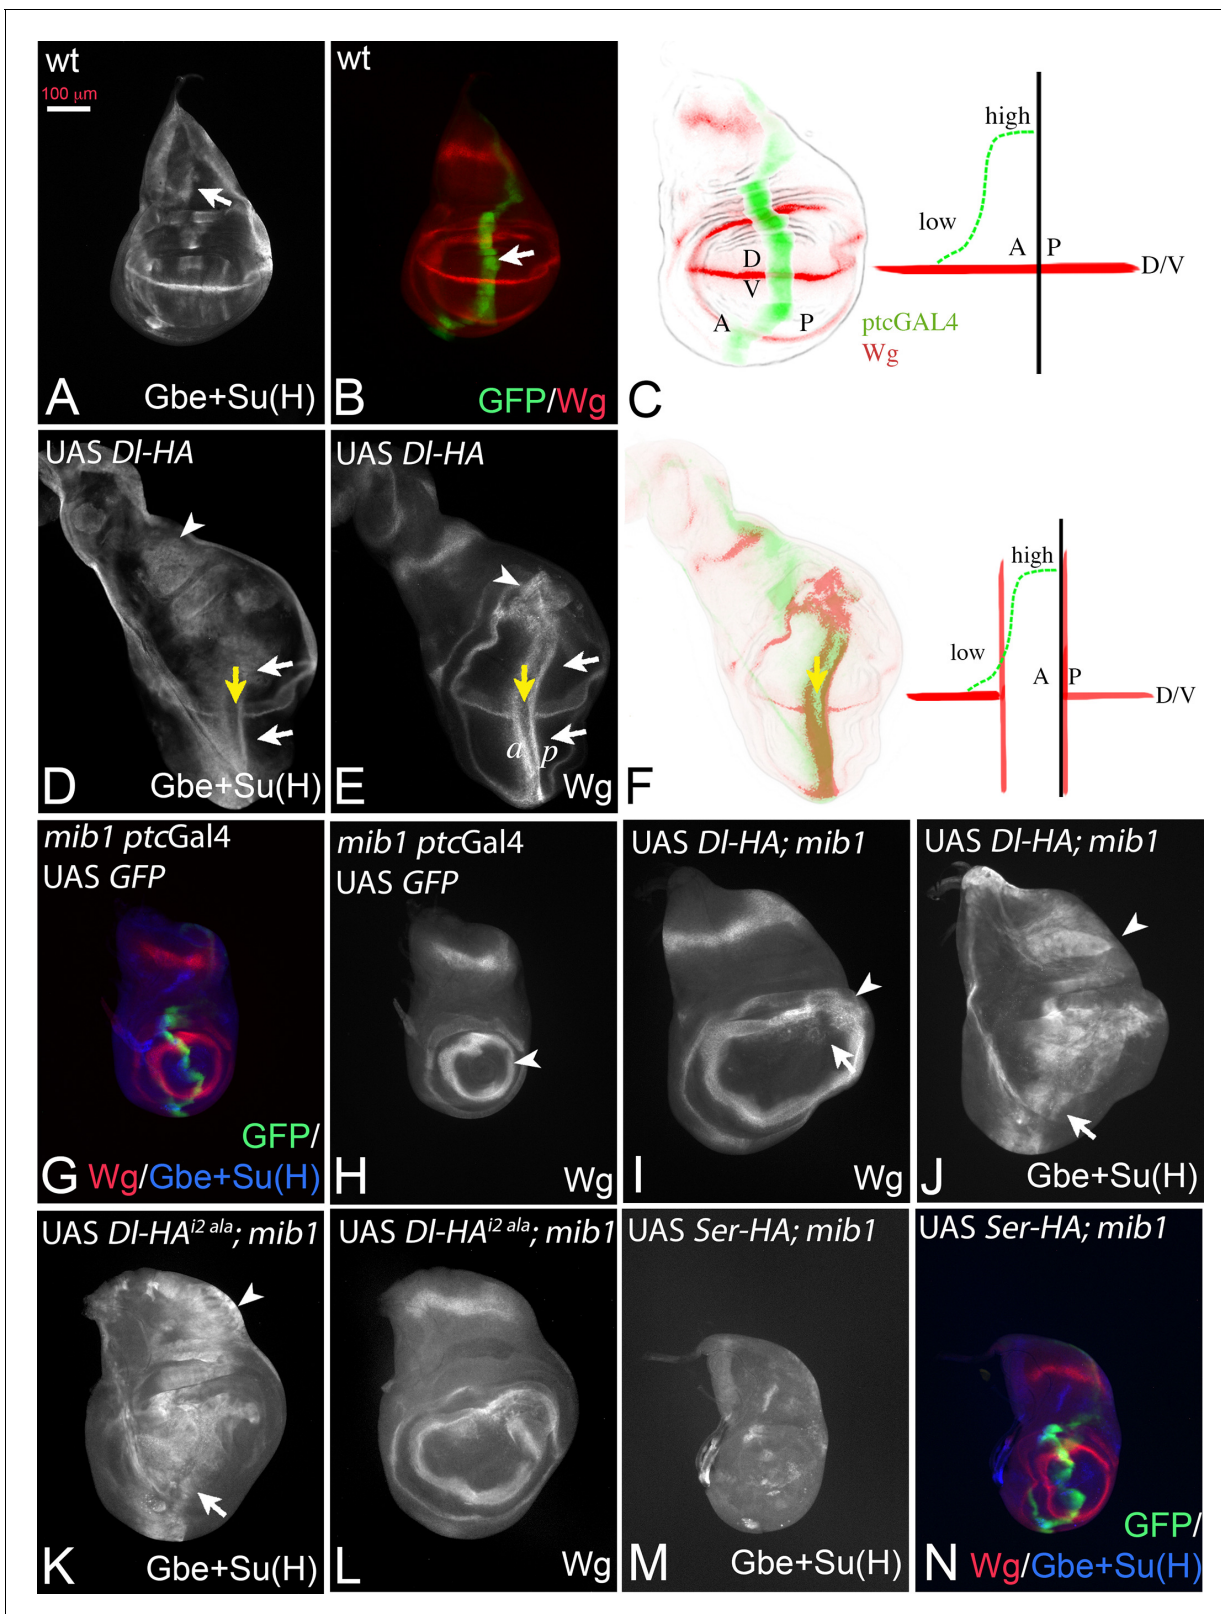 wt
100 µm
A
Gbe+Su(H)
wt
B
GFP/Wg
D
V
A
P
C
ptcGAL4
Wg
high
low
A
P
D/V
UAS Dl-HA
D
Gbe+Su(H)
UAS Dl-HA
a
p
E
Wg
F
high
low
A
P
D/V
mib1 ptcGal4
UAS GFP
GFP/
G
Wg/Gbe+Su(H)
mib1 ptcGal4
UAS GFP
H
Wg
UAS Dl-HA; mib1
I
Wg
UAS Dl-HA; mib1
J
Gbe+Su(H)
UAS Dl-HA^i2 ala; mib1
K
Gbe+Su(H)
UAS Dl-HA^i2 ala; mib1
L
Wg
UAS Ser-HA; mib1
M
Gbe+Su(H)
UAS Ser-HA; mib1
GFP/
N
Wg/Gbe+Su(H)